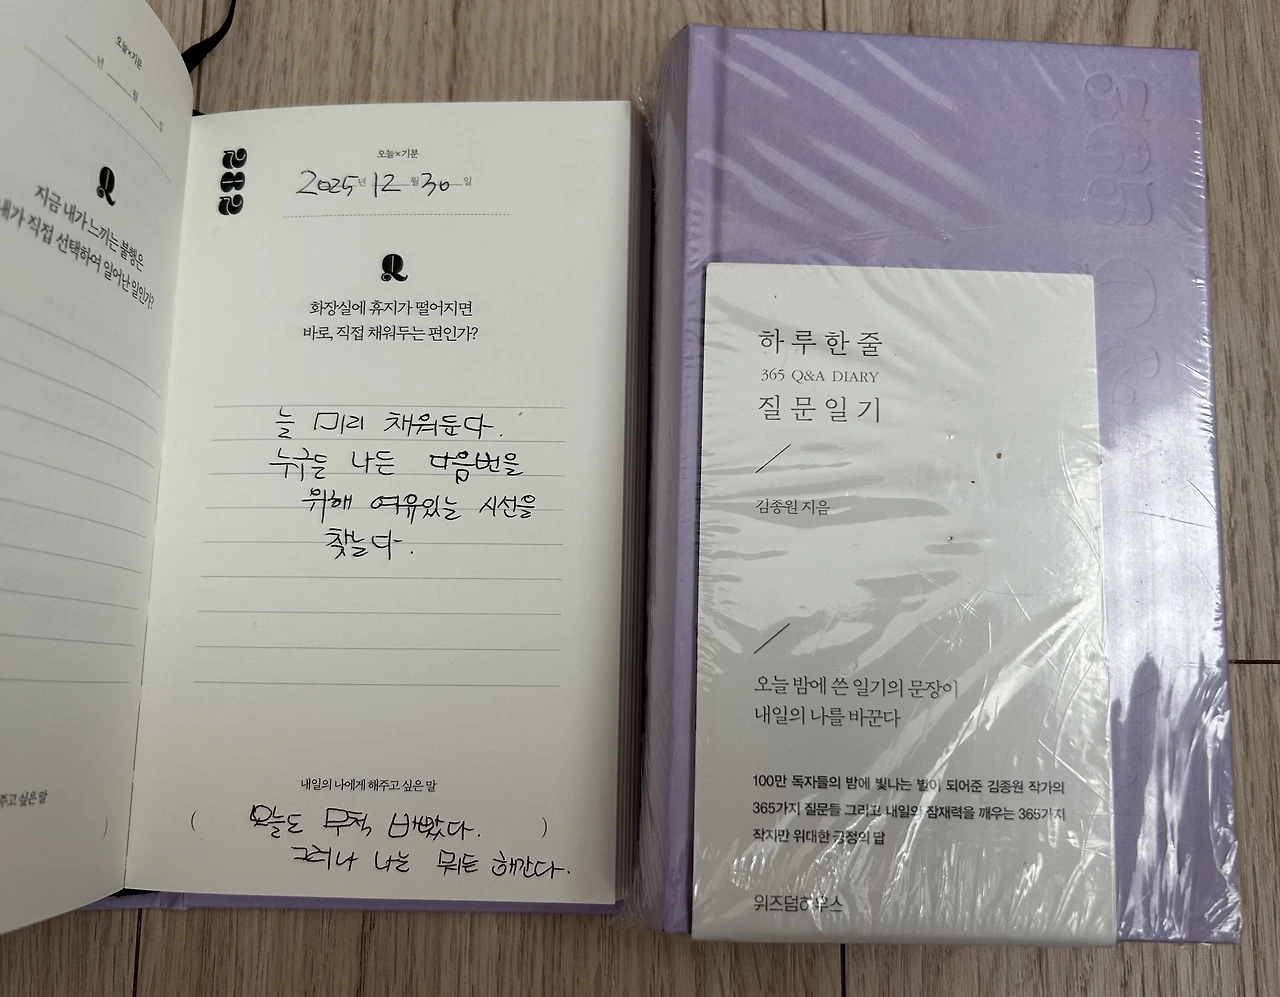 오늘×기분
년 월 일
Q
지금 내가 느끼는 불행은
내가 직접 선택하여 일어난 일인가?
주고 싶은 말
)
오늘×기분
2025년 12월 30일
Q
화장실에 휴지가 떨어지면
바로, 직접 채워두는 편인가?
늘 미리 채워둔다.
누구든 나든 다음번을
위해 여유있는 시선을
찾는다.
내일의 나에게 해주고 싶은 말
( 오늘도 무척 바빴다. )
그러나 나는 뭐든 해간다.
하루 한 줄
365 Q&A DIARY
질문일기
김종원 지음
오늘 밤에 쓴 일기의 문장이
내일의 나를 바꾼다
100만 독자들의 밤에 빛나는 별이 되어준 김종원 작가의
365가지 질문들 그리고 내일의 잠재력을 깨우는 365가지
작지만 위대한 긍정의 답
위즈덤하우스